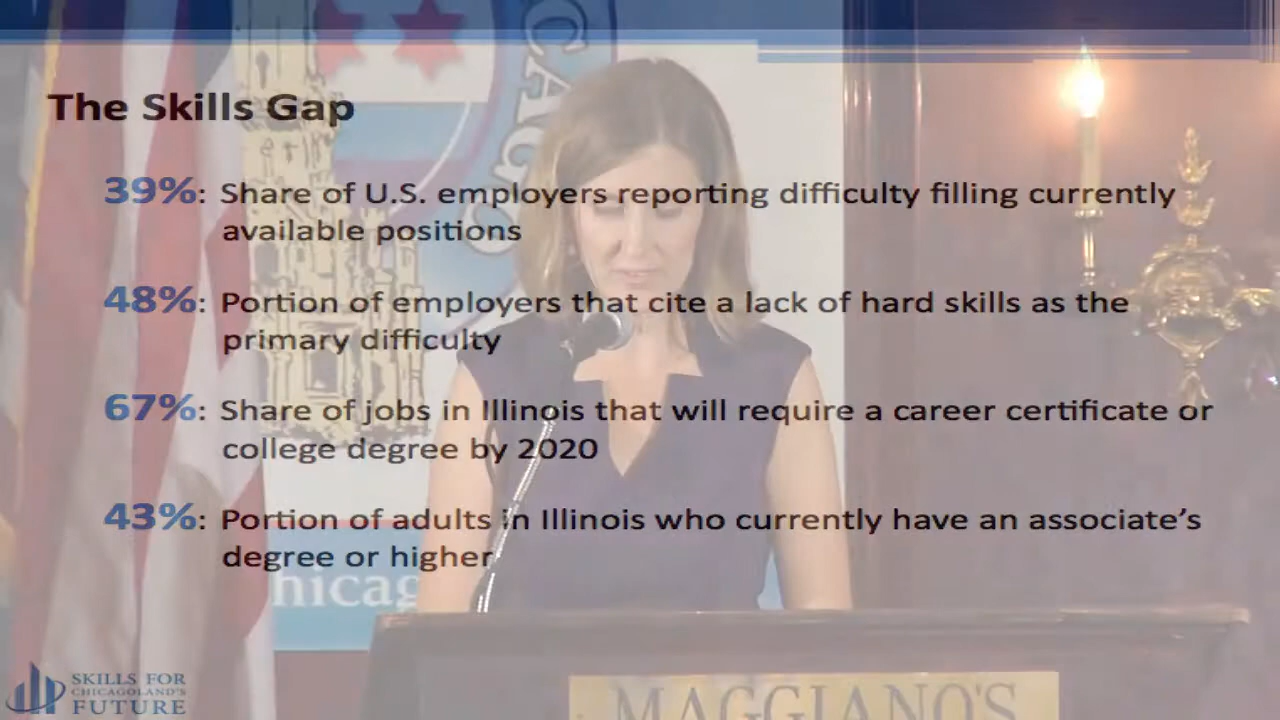 CAGO
The Skills Gap
39%: Share of U.S. employers reporting difficulty filling currently
available positions
48%: Portion of employers that cite a lack of hard skills as the
primary difficulty
67%: Share of jobs in Illinois that will require a career certificate or
college degree by 2020
43%: Portion of adults in Illinois who currently have an associate's
degree or higher
hicag
SKILLS FOR
CHICAGOLAND'S
FUTURE
MAGGIANO'S